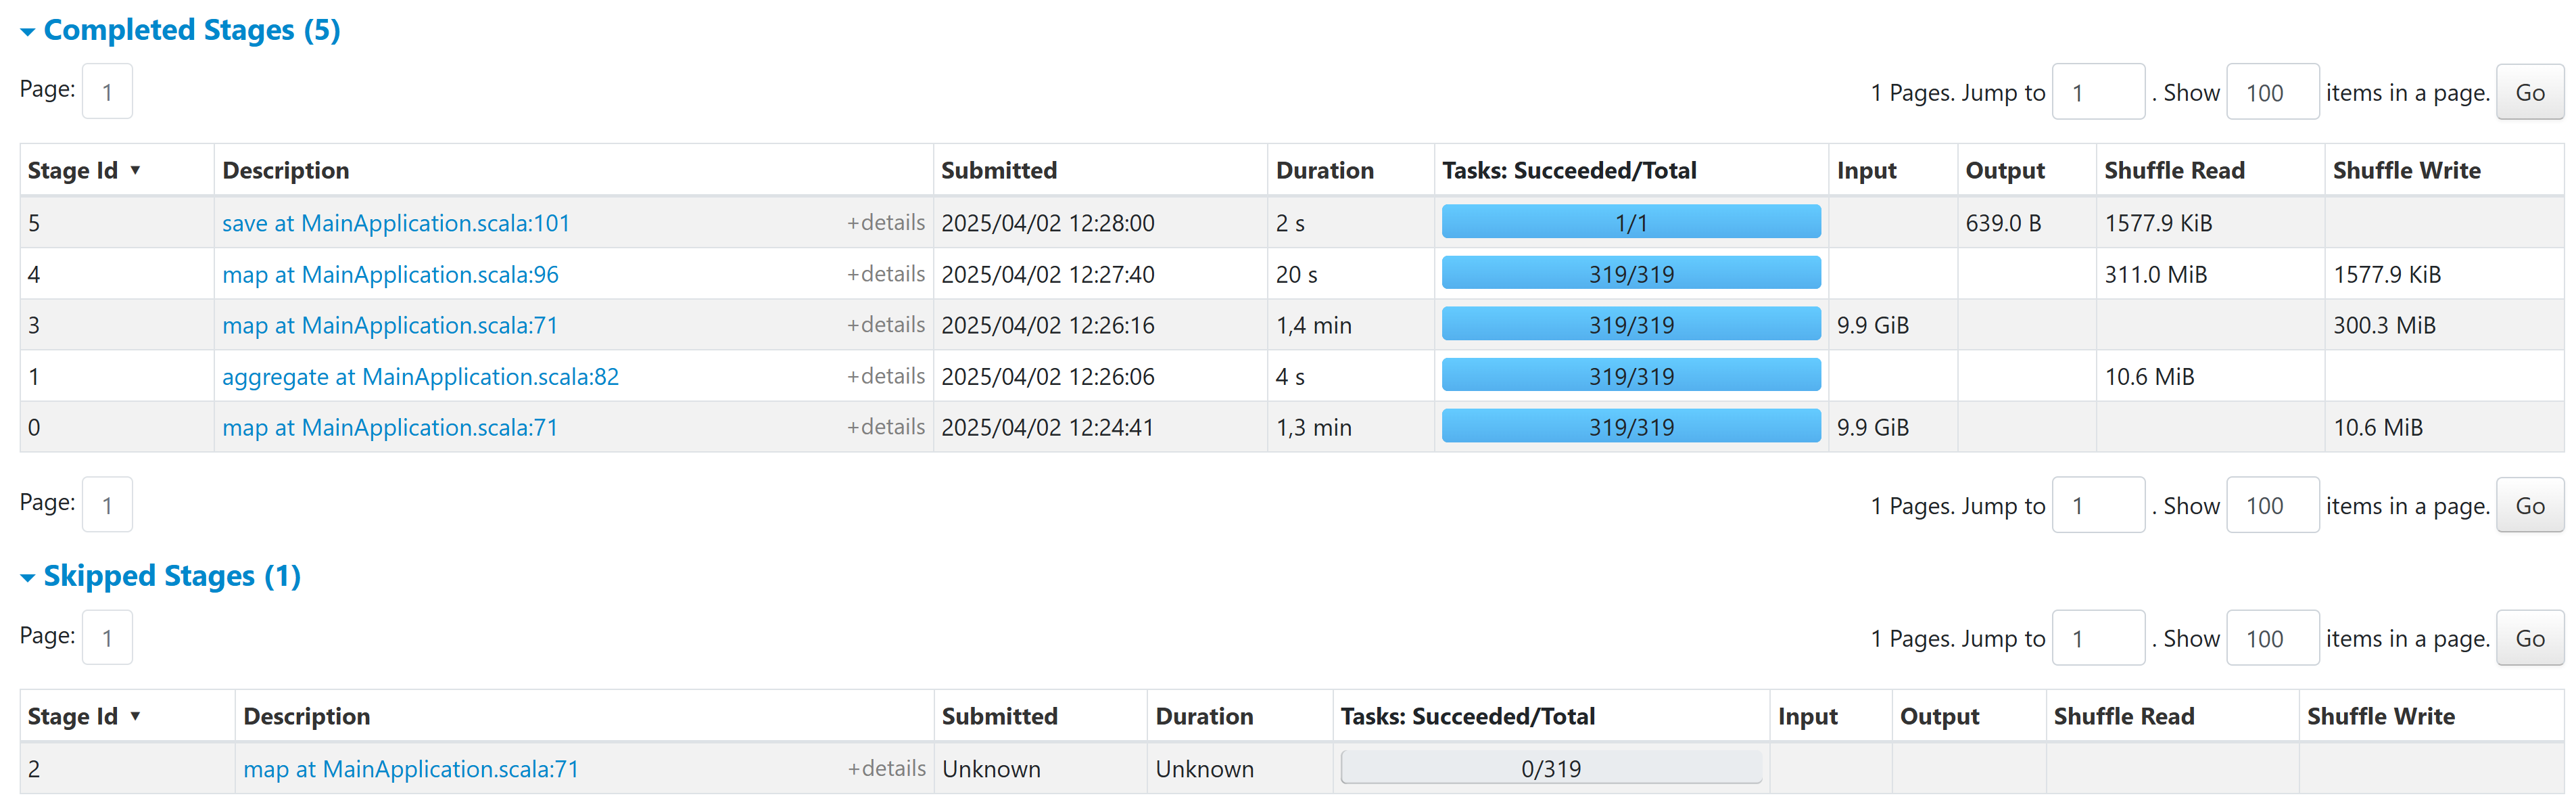 Completed Stages (5)
Page: 1 1 Pages. Jump to 1 . Show 100 items in a page. Go
Stage Id ▼ Description Submitted Duration Tasks: Succeeded/Total Input Output Shuffle Read Shuffle Write
5 save at MainApplication.scala:101 +details 2025/04/02 12:28:00 2 s 1/1 639.0 B 1577.9 KiB
4 map at MainApplication.scala:96 +details 2025/04/02 12:27:40 20 s 319/319 311.0 MiB 1577.9 KiB
3 map at MainApplication.scala:71 +details 2025/04/02 12:26:16 1,4 min 319/319 9.9 GiB 300.3 MiB
1 aggregate at MainApplication.scala:82 +details 2025/04/02 12:26:06 4 s 319/319 10.6 MiB
0 map at MainApplication.scala:71 +details 2025/04/02 12:24:41 1,3 min 319/319 9.9 GiB 10.6 MiB
Page: 1 1 Pages. Jump to 1 . Show 100 items in a page. Go
Skipped Stages (1)
Page: 1 1 Pages. Jump to 1 . Show 100 items in a page. Go
Stage Id ▼ Description Submitted Duration Tasks: Succeeded/Total Input Output Shuffle Read Shuffle Write
2 map at MainApplication.scala:71 +details Unknown Unknown 0/319